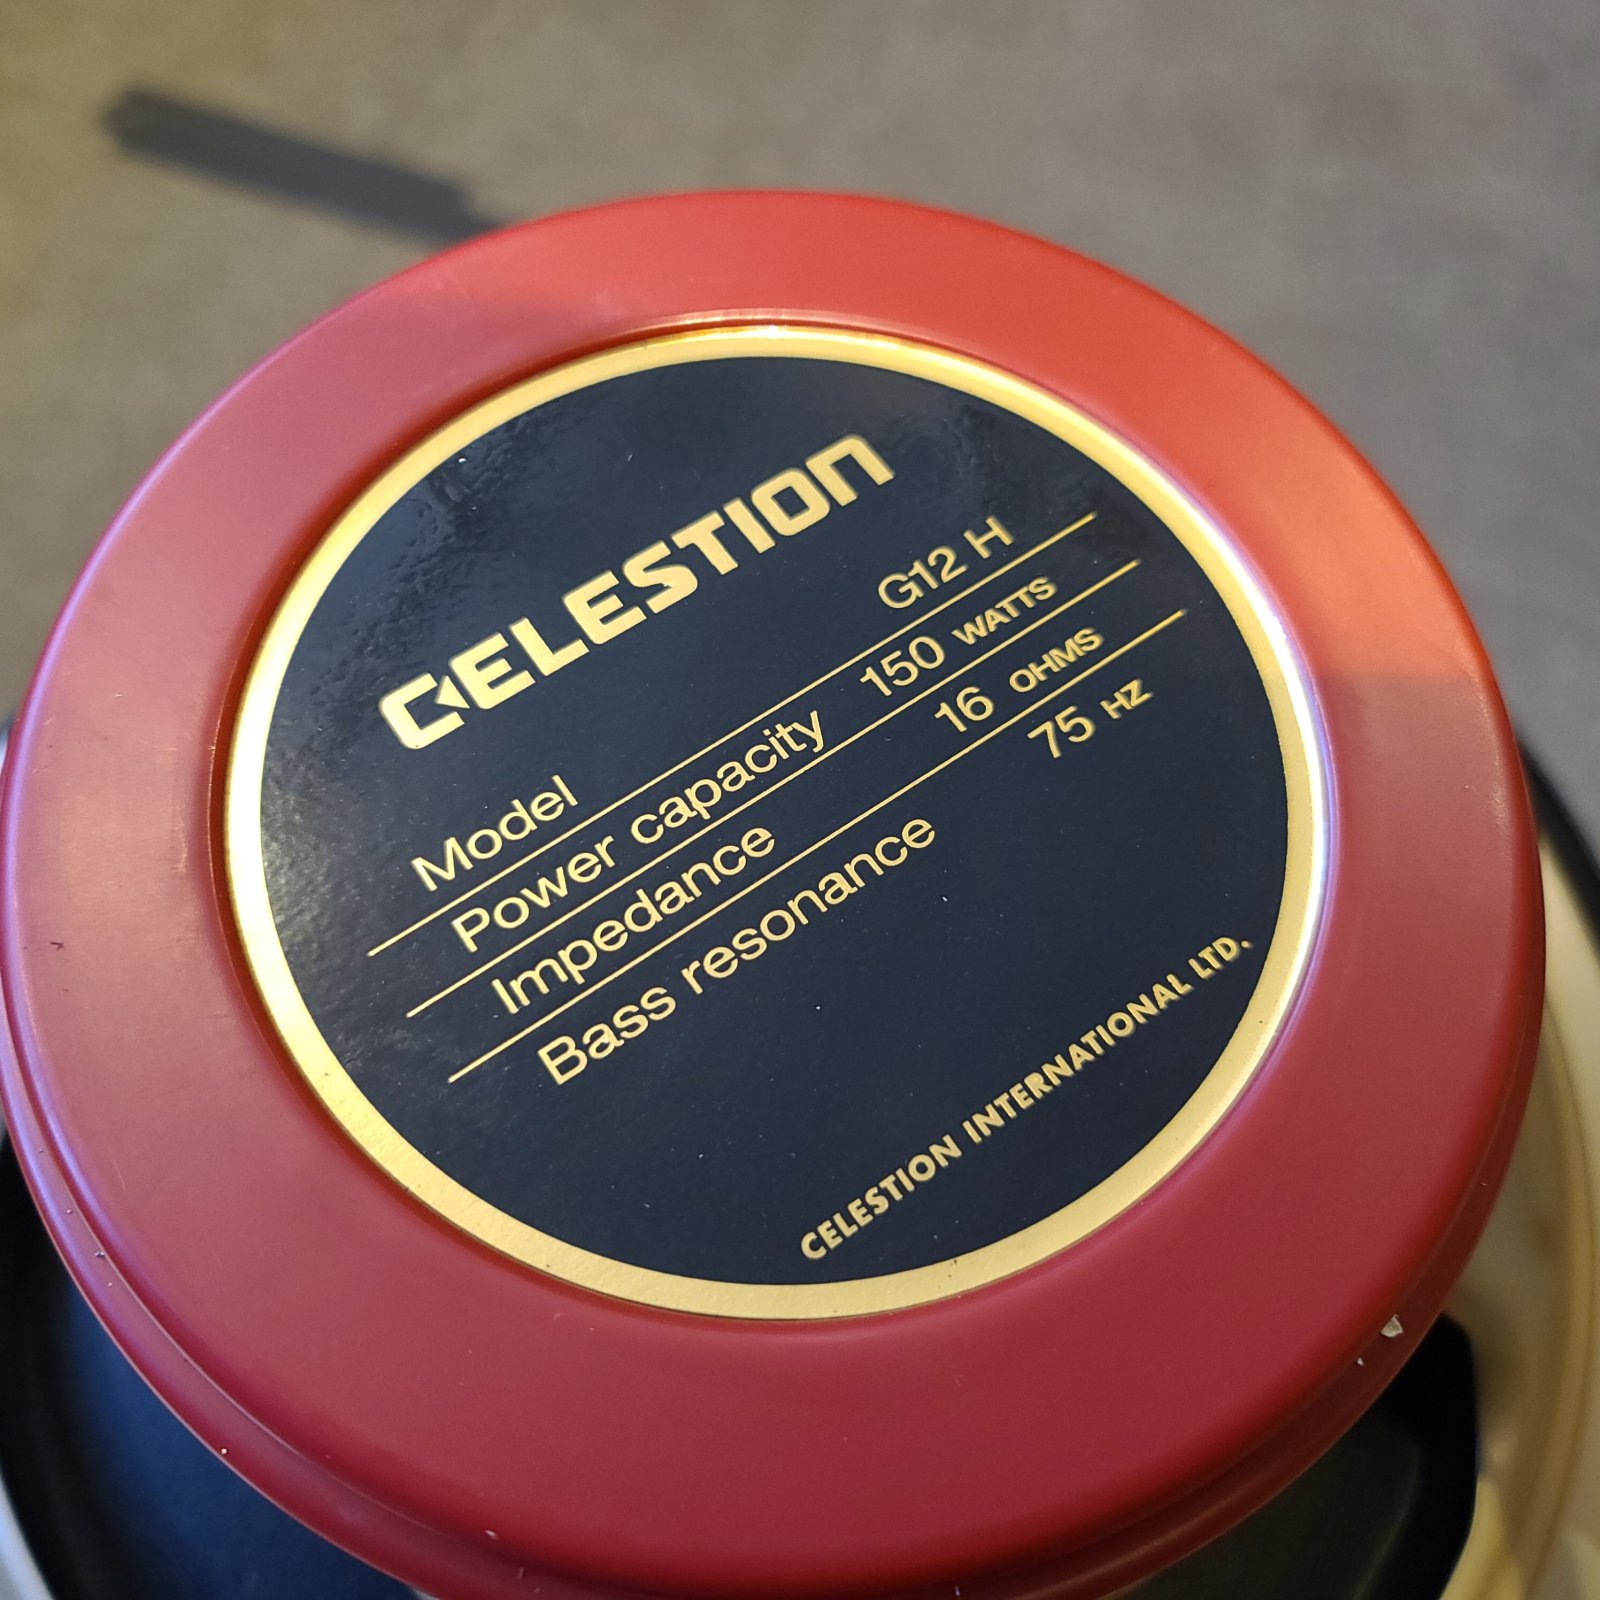 CELESTION
Model G12 H
Power capacity 150 WATTS
Impedance 16 OHMS
Bass resonance 75 HZ
CELESTION INTERNATIONAL LTD.